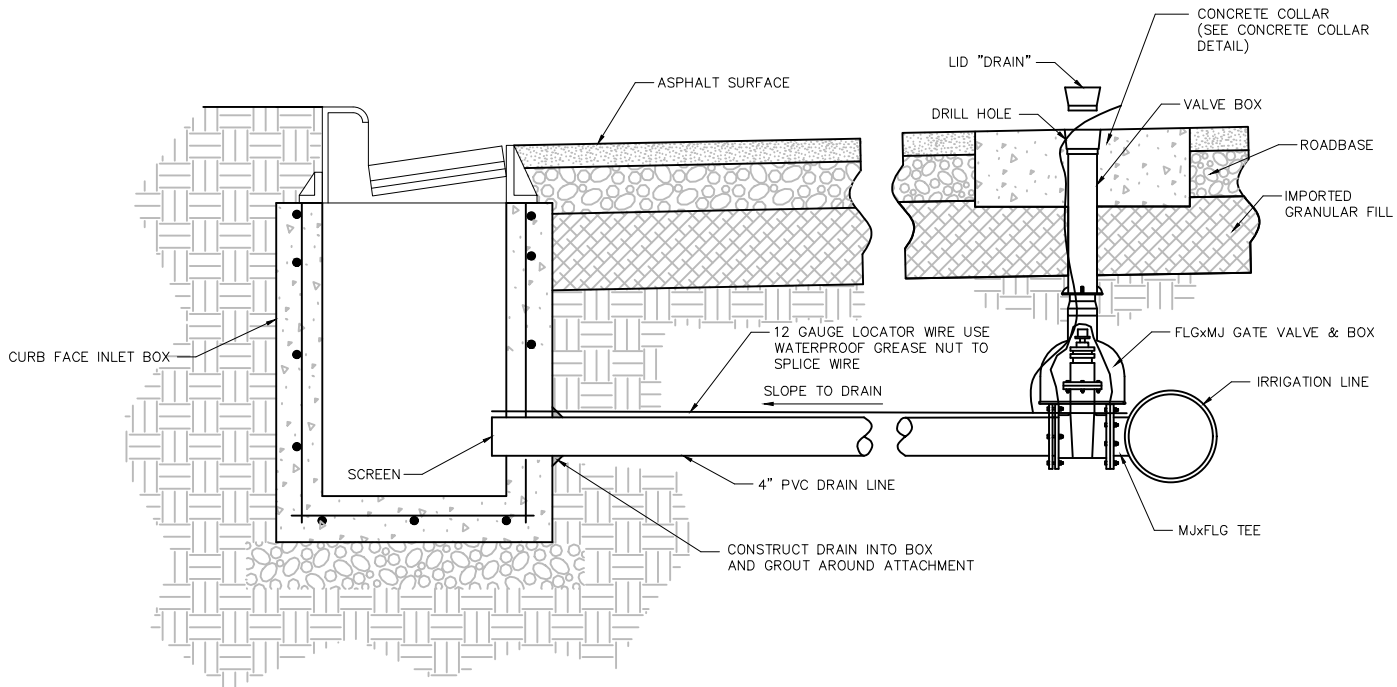 CONCRETE COLLAR
(SEE CONCRETE COLLAR
DETAIL)
LID "DRAIN"
ASPHALT SURFACE
DRILL HOLE
VALVE BOX
ROADBASE
IMPORTED
GRANULAR FILL
12 GAUGE LOCATOR WIRE USE
WATERPROOF GREASE NUT TO
SPLICE WIRE
FLGxMJ GATE VALVE & BOX
CURB FACE INLET BOX
SLOPE TO DRAIN
IRRIGATION LINE
SCREEN
4" PVC DRAIN LINE
MJxFLG TEE
CONSTRUCT DRAIN INTO BOX
AND GROUT AROUND ATTACHMENT